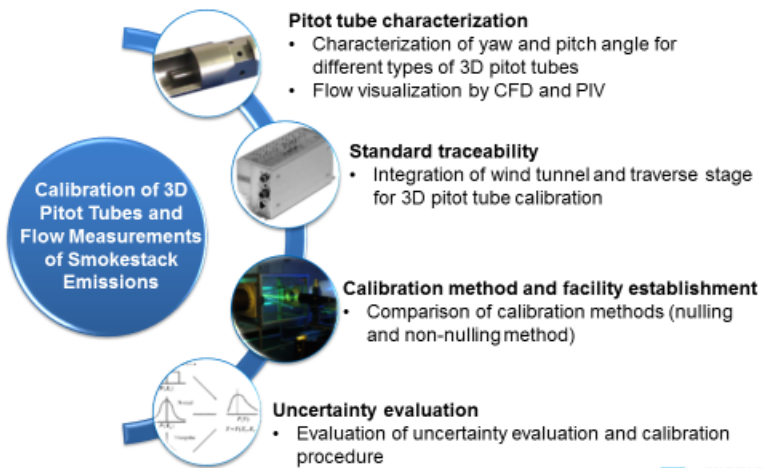 Pitot tube characterization
• Characterization of yaw and pitch angle for
different types of 3D pitot tubes
• Flow visualization by CFD and PIV
Standard traceability
• Integration of wind tunnel and traverse stage
for 3D pitot tube calibration
Calibration of 3D
Pitot Tubes and
Flow Measurements
of Smokestack
Emissions
Calibration method and facility establishment
• Comparison of calibration methods (nulling
and non-nulling method)
Uncertainty evaluation
• Evaluation of uncertainty evaluation and calibration
procedure